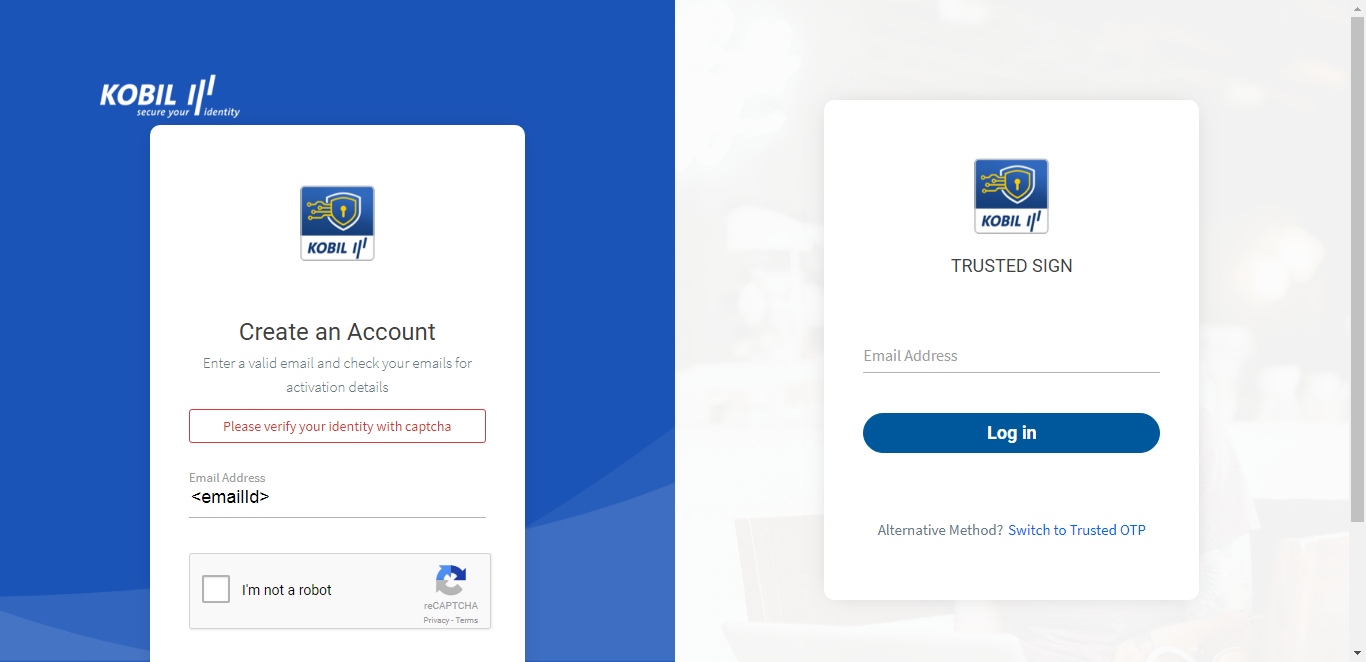 KOBIL
secure your identity
KOBIL
Create an Account
Enter a valid email and check your emails for
activation details
Please verify your identity with captcha
Email Address
<emailId>
I'm not a robot
reCAPTCHA
Privacy - Terms
KOBIL
TRUSTED SIGN
Email Address
Log in
Alternative Method? Switch to Trusted OTP